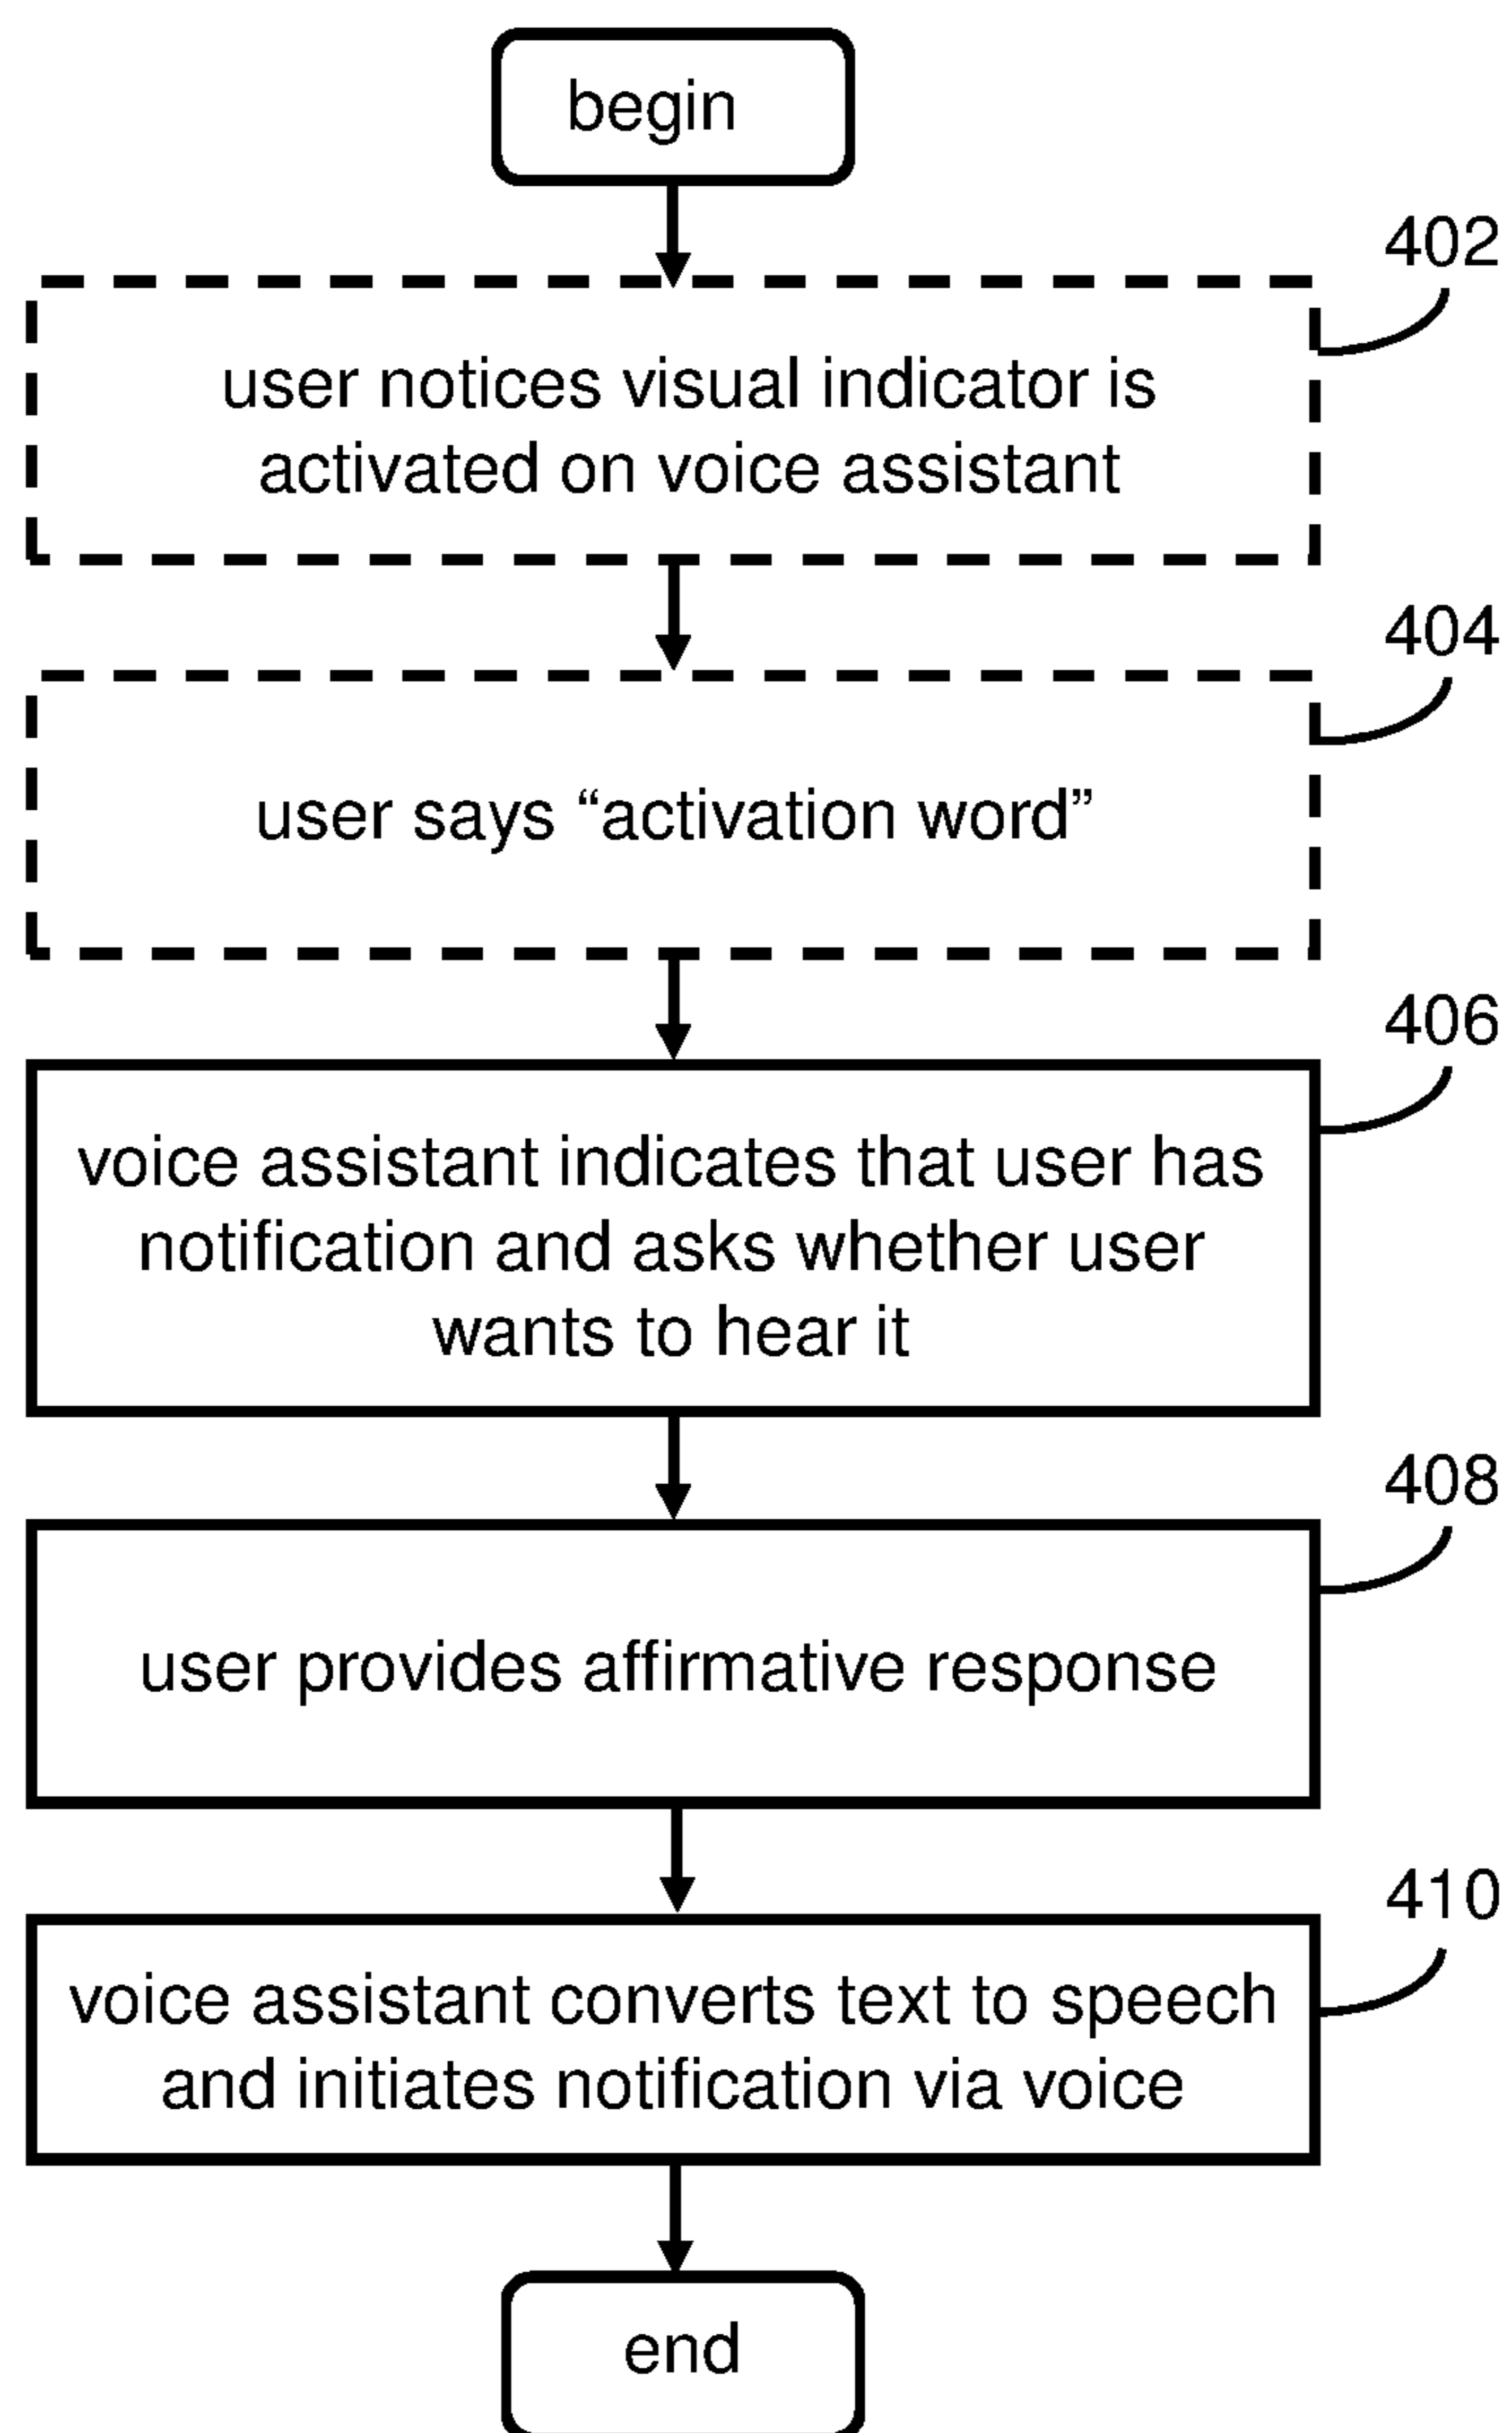 begin
402
user notices visual indicator is
activated on voice assistant
404
user says “activation word”
406
voice assistant indicates that user has
notification and asks whether user
wants to hear it
408
user provides affirmative response
410
voice assistant converts text to speech
and initiates notification via voice
end